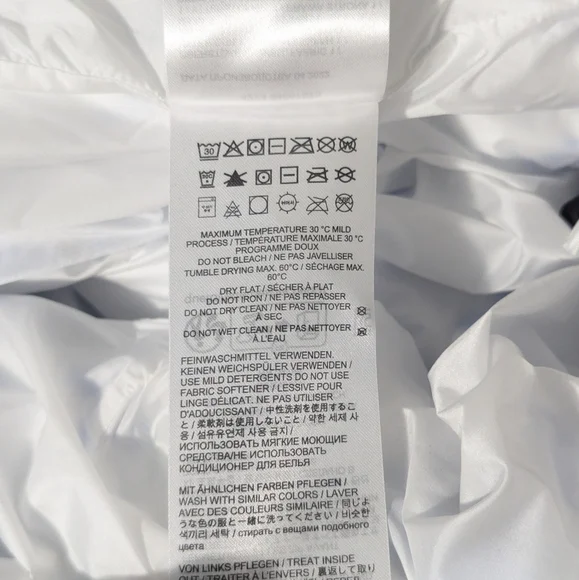 30
MAXIMUM TEMPERATURE 30 °C MILD
PROCESS / TEMPÉRATURE MAXIMALE 30 °C
PROGRAMME DOUX
DO NOT BLEACH / NE PAS JAVELLISER
TUMBLE DRYING MAX. 60°C / SÉCHAGE MAX.
60°C
DRY FLAT / SÉCHER À PLAT
DO NOT IRON / NE PAS REPASSER
DO NOT DRY CLEAN / NE PAS NETTOYER
À SEC
DO NOT WET CLEAN / NE PAS NETTOYER
À L'EAU
FEINWASCHMITTEL VERWENDEN.
KEINEN WEICHSPÜLER VERWENDEN /
USE MILD DETERGENTS DO NOT USE
FABRIC SOFTENER / LESSIVE POUR
LINGE DÉLICAT. NE PAS UTILISER
D'ADOUCISSANT / 中性洗剤を使用するこ
と / 柔軟剤は使用しないこと / 약한 세제 사
용 / 섬유유연제 사용 금지 /
ИСПОЛЬЗОВАТЬ МЯГКИЕ МОЮЩИЕ
СРЕДСТВА/НЕ ИСПОЛЬЗОВАТЬ
КОНДИЦИОНЕР ДЛЯ БЕЛЬЯ
MIT ÄHNLICHEN FARBEN PFLEGEN /
WASH WITH SIMILAR COLORS / LAVER
AVEC DES COULEURS SIMILAIRE / 同じよ
うな色の服と一緒に洗う / 비슷한
색끼리 세탁 / стирать с вещами подобного
цвета
VON LINKS PFLEGEN / TREAT INSIDE
OUT / TRAITER À L'ENVERS / 裏返して取り